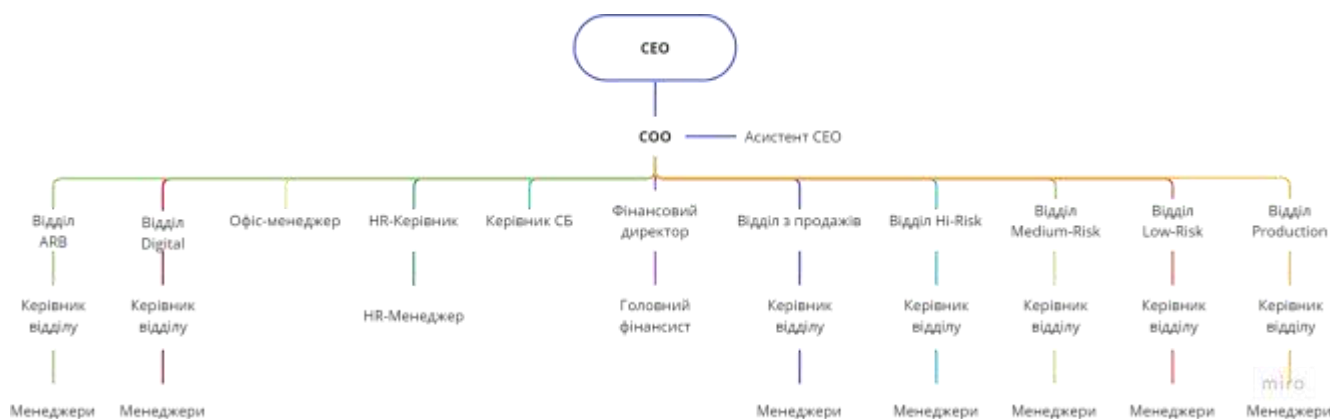 CEO
COO
Асистент CEO
Відділ
ARB
Відділ
Digital
Офіс-менеджер
HR-Керівник
Керівник СБ
Фінансовий
директор
Відділ з продажів
Відділ Hi-Risk
Відділ
Medium-Risk
Відділ
Low-Risk
Відділ
Production
Керівник
відділу
Керівник
відділу
HR-Менеджер
Головний
фінансист
Керівник
відділу
Керівник
відділу
Керівник
відділу
Керівник
відділу
Керівник
відділу
Менеджери
Менеджери
Менеджери
Менеджери
Менеджери
Менеджери
Менеджери
miro